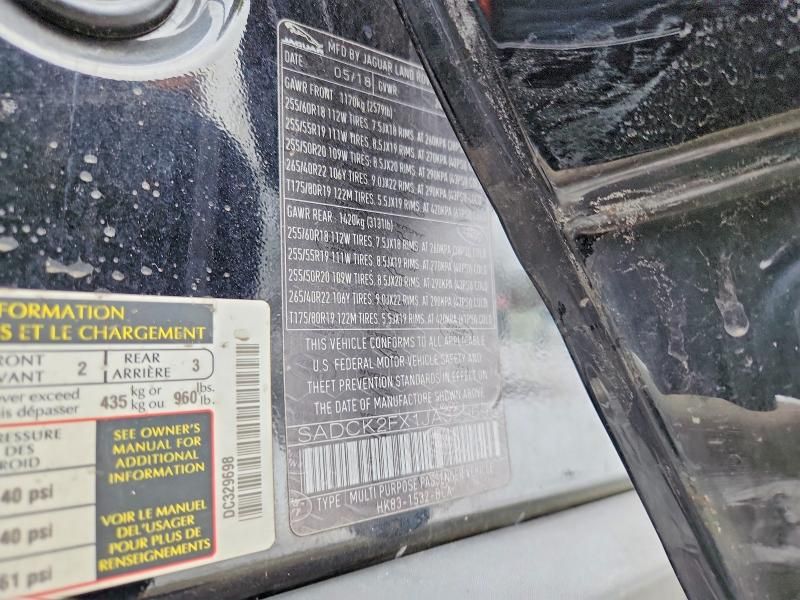 JAGUAR
MFD BY JAGUAR LAND
DATE 05/18 GVWR
GAWR FRONT 1170kg (2579lb)
255/60R18 112W TIRES. 7.5JX18 RIMS. AT 260KPA
255/55R19 111W TIRES. 8.5JX19 RIMS. AT 270KPA
255/50R20 109W TIRES. 8.5JX20 RIMS. AT 290KPA
265/40R22 106Y TIRES. 9.0JX22 RIMS. AT 290KPA
T175/80R19 122M TIRES. 5.5JX19 RIMS. AT 420KPA
GAWR REAR: 1420kg (3131lb)
255/60R18 112W TIRES. 7.5JX18 RIMS. AT 260KPA
255/55R19 111W TIRES. 8.5JX19 RIMS. AT 270KPA
255/50R20 109W TIRES. 8.5JX20 RIMS. AT 290KPA
265/40R22 106Y TIRES. 9.0JX22 RIMS. AT 290KPA
T175/80R19 122M TIRES. 5.5JX19 RIMS. AT 420KPA
THIS VEHICLE CONFORMS TO ALL APPLICABLE
U.S FEDERAL MOTOR VEHICLE SAFETY AND
THEFT PREVENTION STANDARDS IN EFFECT ON
THE DATE OF MANUFACTURE SHOWN ABOVE
SADCK2FX1JA
TYPE: MULTI PURPOSE PASSENGER VEHICLE
HK83-1532-BCA
FORMATION
S ET LE CHARGEMENT
FRONT 2 REAR 3
VANT ARRIÈRE
ver exceed 435 kg or 960 lbs.
is dépasser kg ou lb.
RESSURE
DES
ROID
SEE OWNER'S
MANUAL FOR
ADDITIONAL
INFORMATION
40 psi
40 psi
61 psi
VOIR LE MANUEL
DEL'USAGER
POUR PLUS DE
RENSEIGNEMENTS
DC329698